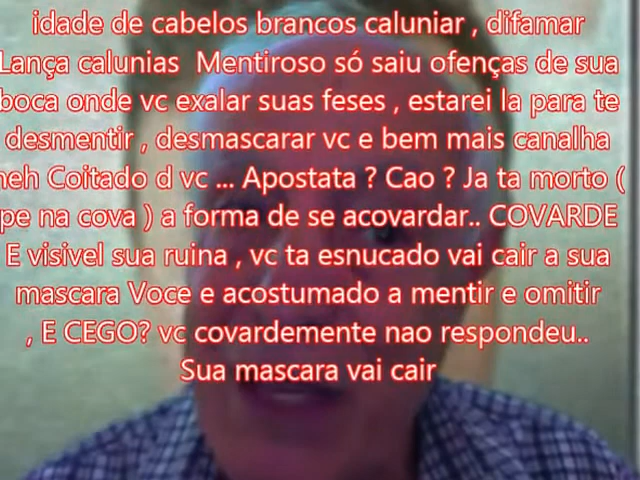 idade de cabelos brancos caluniar , difamar
Lança calunias Mentiroso só saiu ofenças de sua
boca onde vc exalar suas feses , estarei la para te
desmentir , desmascarar vc e bem mais canalha
neh Coitado d vc ... Apostata ? Cao ? Ja ta morto (
pe na cova ) a forma de se acovardar.. COVARDE
E visivel sua ruina , vc ta esnucado vai cair a sua
mascara Voce e acostumado a mentir e omitir
, E CEGO? vc covardemente nao respondeu..
Sua mascara vai cair